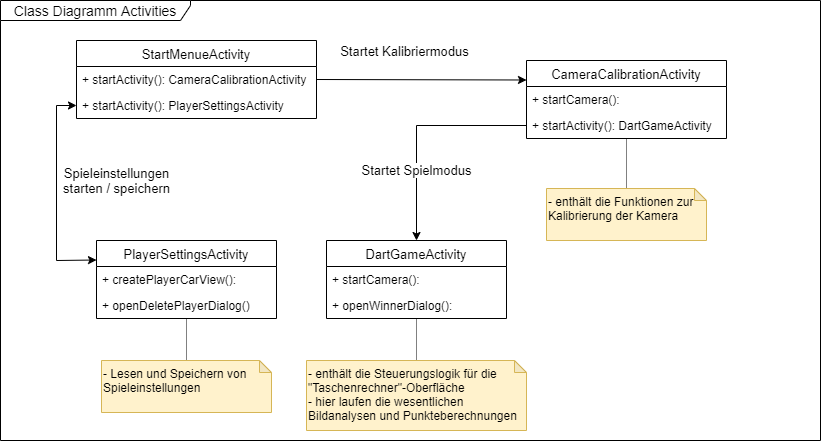 Class Diagramm Activities
StartMenueActivity
+ startActivity(): CameraCalibrationActivity
+ startActivity(): PlayerSettingsActivity
Startet Kalibriermodus
CameraCalibrationActivity
+ startCamera():
+ startActivity(): DartGameActivity
Spieleinstellungen
starten / speichern
Startet Spielmodus
- enthält die Funktionen zur
Kalibrierung der Kamera
PlayerSettingsActivity
+ createPlayerCarView():
+ openDeletePlayerDialog()
DartGameActivity
+ startCamera():
+ openWinnerDialog():
- Lesen und Speichern von
Spieleinstellungen
- enthält die Steuerungslogik für die
"Taschenrechner"-Oberfläche
- hier laufen die wesentlichen
Bildanalysen und Punkteberechnungen